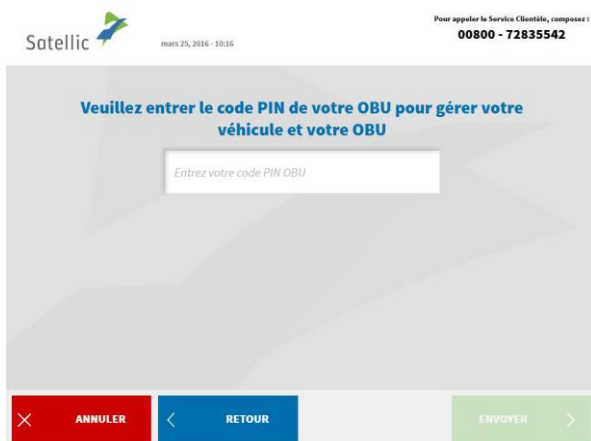 Satellic
mars 25, 2016 - 10:16
Pour appeler le Service Clientèle, composez :
00800 - 72835542
Veuillez entrer le code PIN de votre OBU pour gérer votre
véhicule et votre OBU
Entrez votre code PIN OBU
ANNULER
RETOUR
ENVOYER